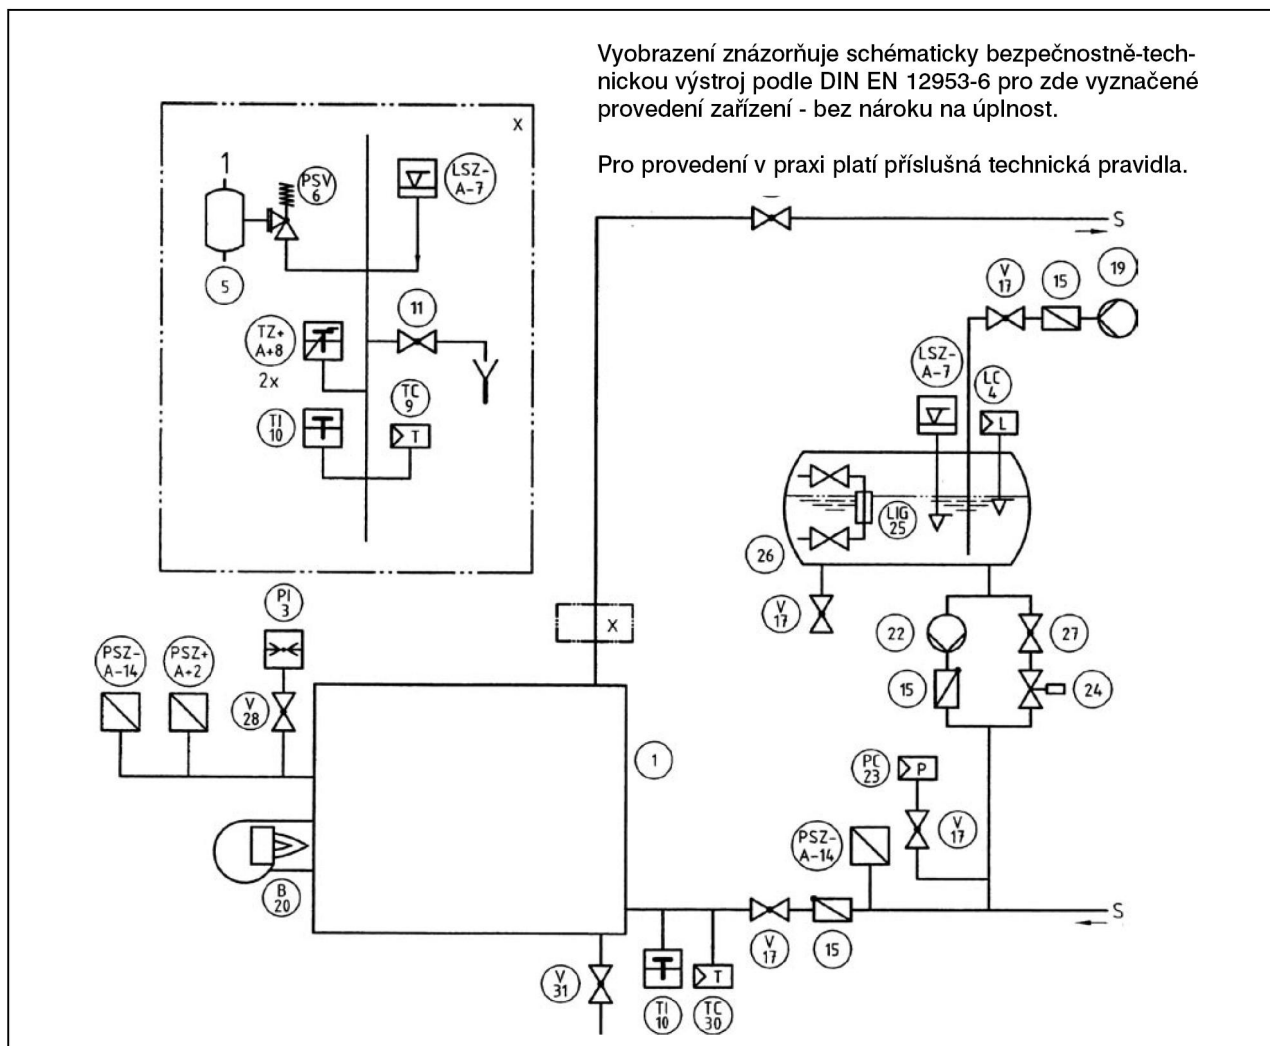 Vyobrazení znázorňuje schématicky bezpečnostně-tech-
nickou výstroj podle DIN EN 12953-6 pro zde vyznačené
provedení zařízení - bez nároku na úplnost.
Pro provedení v praxi platí příslušná technická pravidla.
X
1
PSV
6
LSZ-
A-7
5
11
TZ+
A+8
2x
TC
9
T
TI
10
T
T
S
V
17
15
19
LSZ-
A-7
LC
4
L
LIG
25
26
V
17
22
27
15
24
PI
3
PSZ-
A-14
PSZ+
A+2
V
28
X
1
PC
23
P
V
17
PSZ-
A-14
B
20
S
V
17
15
V
31
T
T
TI
10
TC
30